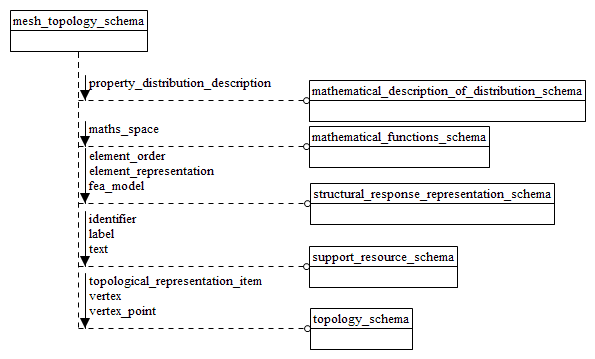 mesh_topology_schema
property_distribution_description
mathematical_description_of_distribution_schema
maths_space
mathematical_functions_schema
element_order
element_representation
fea_model
structural_response_representation_schema
identifier
label
text
support_resource_schema
topological_representation_item
vertex
vertex_point
topology_schema